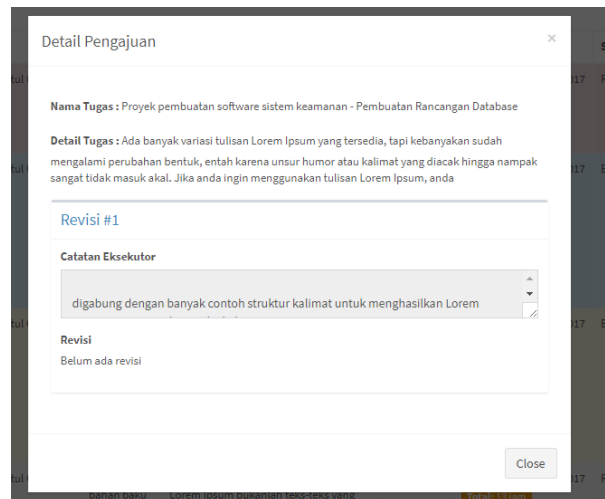 Detail Pengajuan
×
Nama Tugas : Proyek pembuatan software sistem keamanan - Pembuatan Rancangan Database
Detail Tugas : Ada banyak variasi tulisan Lorem Ipsum yang tersedia, tapi kebanyakan sudah
mengalami perubahan bentuk, entah karena unsur humor atau kalimat yang diacak hingga nampak
sangat tidak masuk akal. Jika anda ingin menggunakan tulisan Lorem Ipsum, anda
Revisi #1
Catatan Eksekutor
digabung dengan banyak contoh struktur kalimat untuk menghasilkan Lorem
Revisi
Belum ada revisi
Close
bahan baku Lorem Ipsum bukanlah teks-teks yang Total: 13 jam